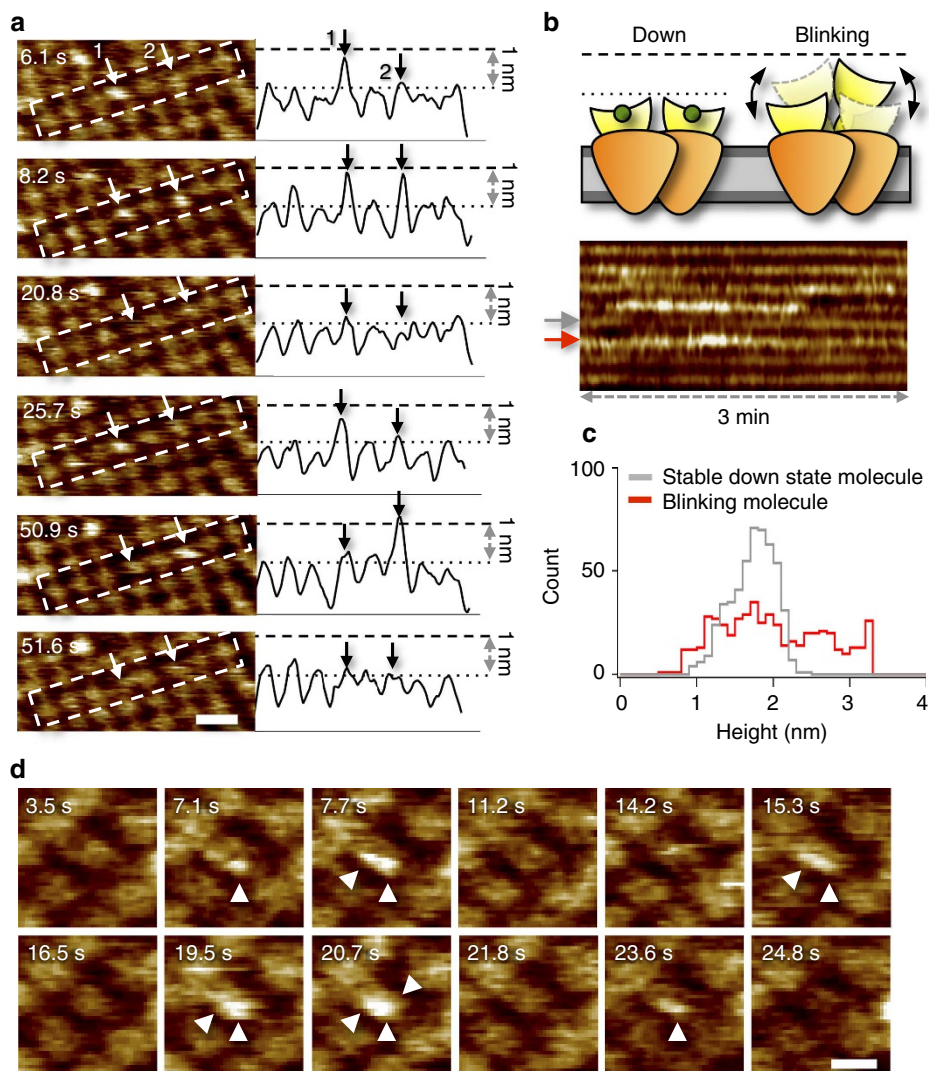 a
6.1 s
1
2
1
2
1 nm
8.2 s
1 nm
20.8 s
1 nm
25.7 s
1 nm
50.9 s
1 nm
51.6 s
1 nm
b
Down
Blinking
3 min
c
100
50
0
Count
Stable down state molecule
Blinking molecule
0 1 2 3 4
Height (nm)
d
3.5 s
7.1 s
7.7 s
11.2 s
14.2 s
15.3 s
16.5 s
19.5 s
20.7 s
21.8 s
23.6 s
24.8 s